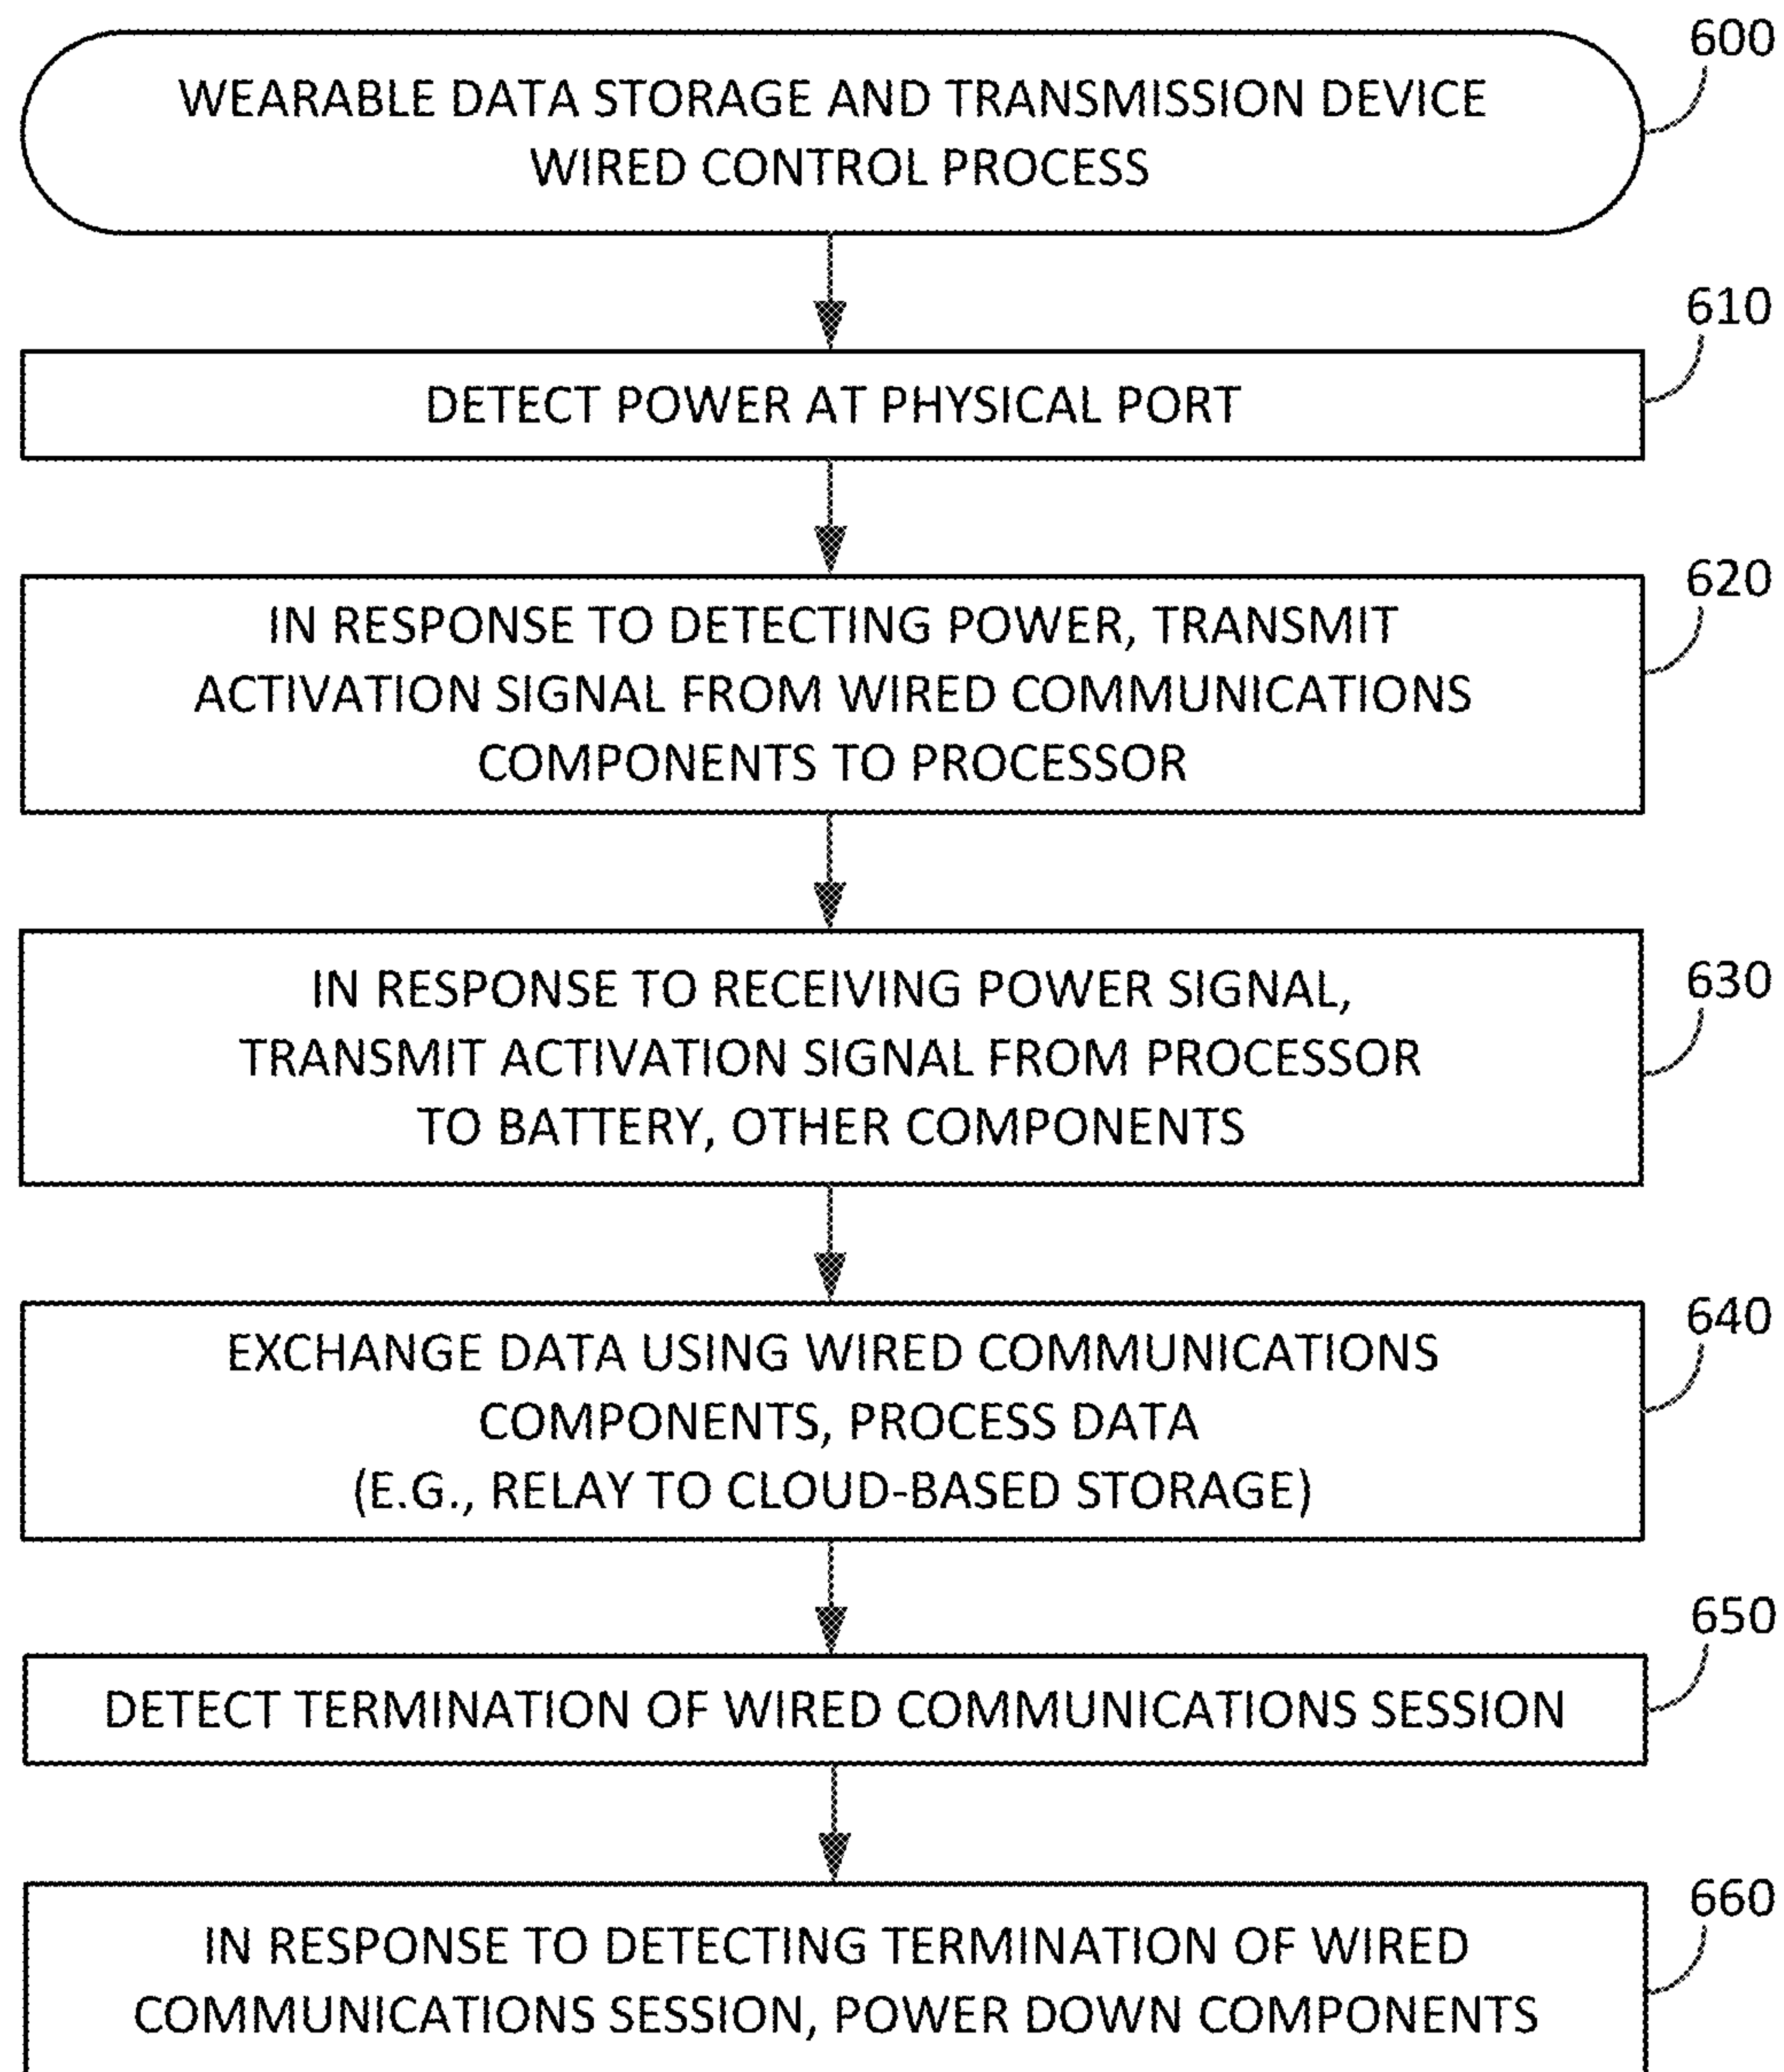 600
WEARABLE DATA STORAGE AND TRANSMISSION DEVICE
WIRED CONTROL PROCESS
610
DETECT POWER AT PHYSICAL PORT
620
IN RESPONSE TO DETECTING POWER, TRANSMIT
ACTIVATION SIGNAL FROM WIRED COMMUNICATIONS
COMPONENTS TO PROCESSOR
630
IN RESPONSE TO RECEIVING POWER SIGNAL,
TRANSMIT ACTIVATION SIGNAL FROM PROCESSOR
TO BATTERY, OTHER COMPONENTS
640
EXCHANGE DATA USING WIRED COMMUNICATIONS
COMPONENTS, PROCESS DATA
(E.G., RELAY TO CLOUD-BASED STORAGE)
650
DETECT TERMINATION OF WIRED COMMUNICATIONS SESSION
660
IN RESPONSE TO DETECTING TERMINATION OF WIRED
COMMUNICATIONS SESSION, POWER DOWN COMPONENTS